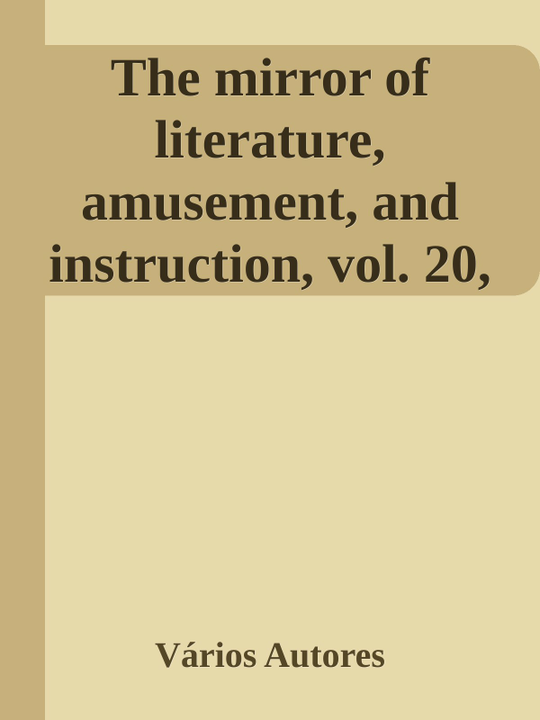 The mirror of
literature,
amusement, and
instruction, vol. 20,
Vários Autores